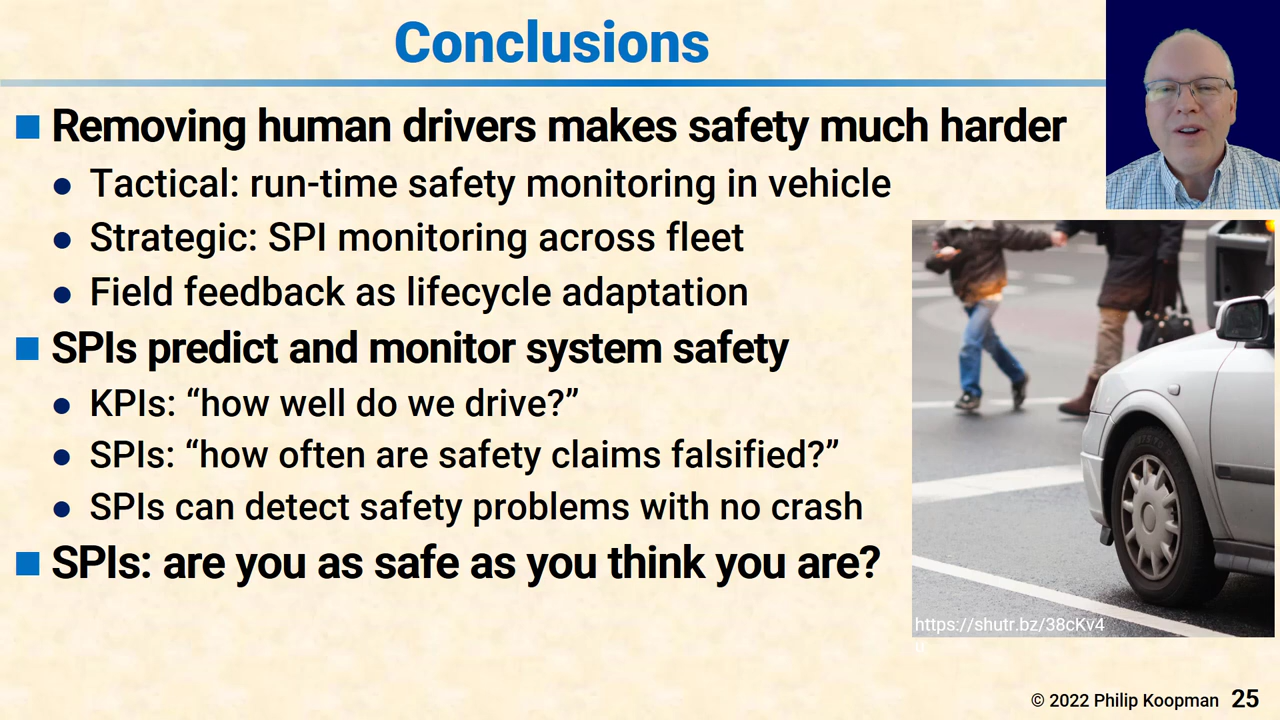 Conclusions
Removing human drivers makes safety much harder
Tactical: run-time safety monitoring in vehicle
Strategic: SPI monitoring across fleet
Field feedback as lifecycle adaptation
SPIs predict and monitor system safety
KPIs: “how well do we drive?”
SPIs: “how often are safety claims falsified?”
SPIs can detect safety problems with no crash
SPIs: are you as safe as you think you are?
https://shutr.bz/38cKv4
u
© 2022 Philip Koopman 25